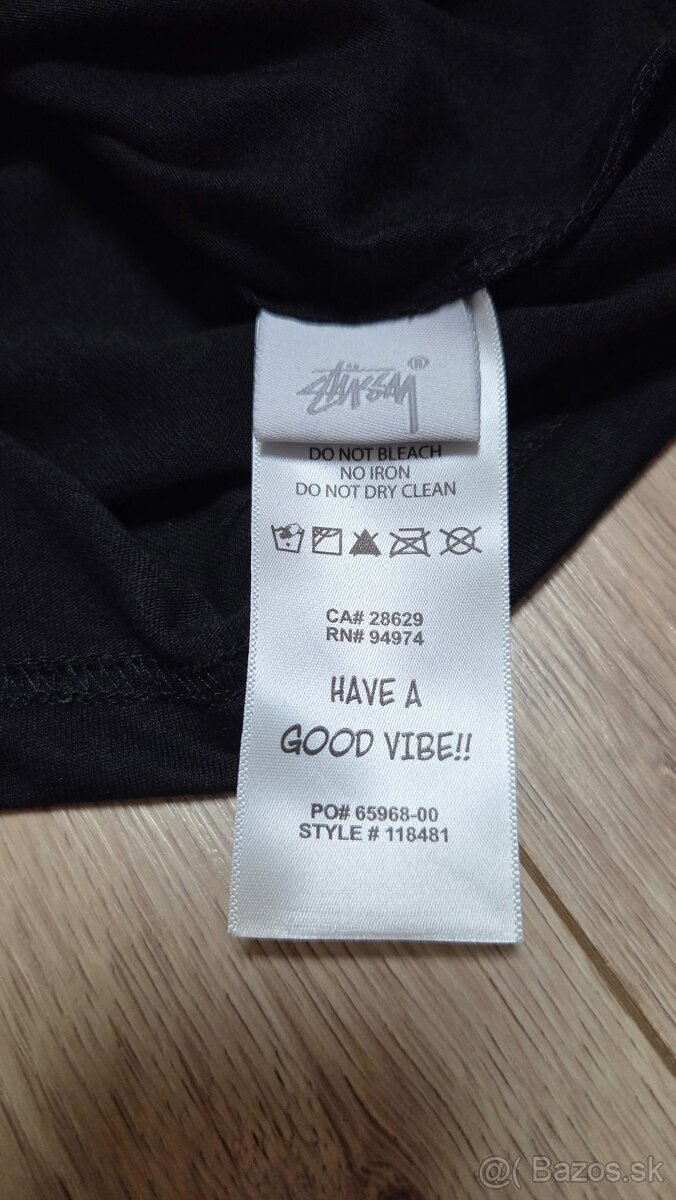 Stüssy ®
DO NOT BLEACH
NO IRON
DO NOT DRY CLEAN
CA# 28629
RN# 94974
HAVE A
GOOD VIBE!!
PO# 65968-00
STYLE # 118481
@( Bazos.sk